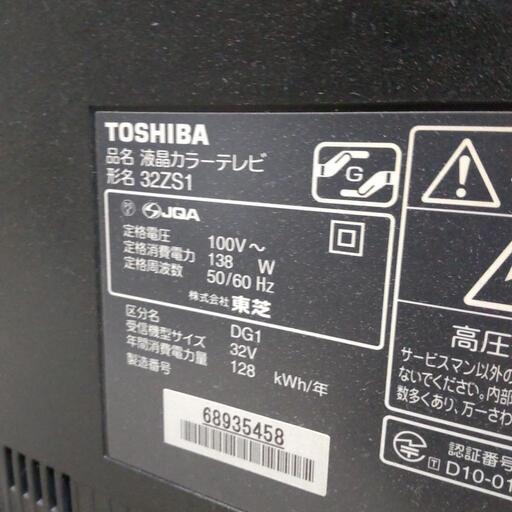 TOSHIBA
品名 液晶カラーテレビ
形名 32ZS1
G
PS E JQA
定格電圧 100V～
定格消費電力 138 W
定格周波数 50/60 Hz
株式会社 東芝
区分名 DG1
受信機型サイズ 32V
年間消費電力量 128 kWh/年
製造番号
68935458
高圧
サービスマン以外の
ないでください。内部
数多くあり、万一さわ
認証番号
T D10-01